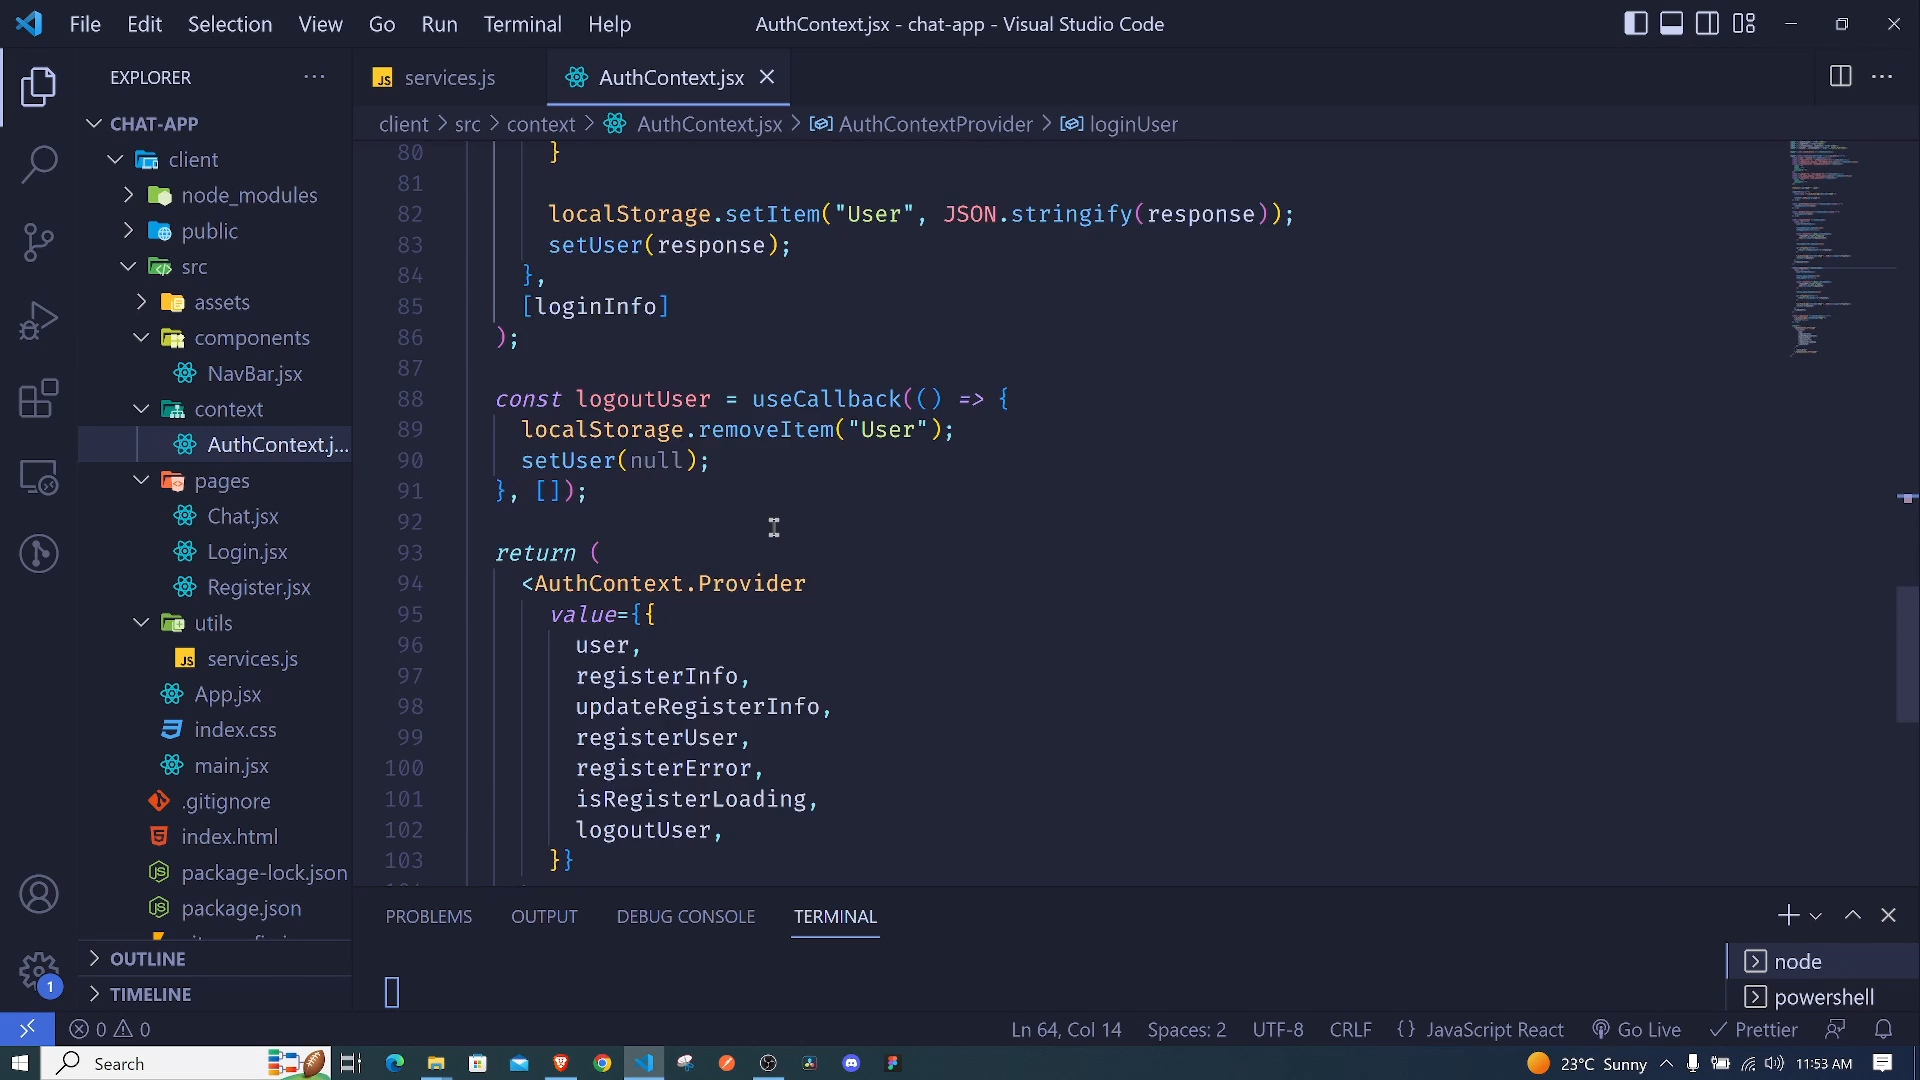 File Edit Selection View Go Run Terminal Help
AuthContext.jsx - chat-app - Visual Studio Code
EXPLORER
CHAT-APP
client
node_modules
public
src
assets
components
NavBar.jsx
context
AuthContext.j...
pages
Chat.jsx
Login.jsx
Register.jsx
utils
JS services.js
App.jsx
index.css
main.jsx
.gitignore
index.html
package-lock.json
package.json
OUTLINE
TIMELINE
1
JS services.js
AuthContext.jsx
client > src > context > AuthContext.jsx > AuthContextProvider > loginUser
80 }
81
82 localStorage.setItem("User", JSON.stringify(response));
83 setUser(response);
84 },
85 [loginInfo]
86 );
87
88 const logoutUser = useCallback(() => {
89 localStorage.removeItem("User");
90 setUser(null);
91 }, []);
92
93 return (
94 <AuthContext.Provider
95 value={{
96 user,
97 registerInfo,
98 updateRegisterInfo,
99 registerUser,
100 registerError,
101 isRegisterLoading,
102 logoutUser,
103 }}
PROBLEMS OUTPUT DEBUG CONSOLE TERMINAL
node
powershell
0 0
Ln 64, Col 14 Spaces: 2 UTF-8 CRLF {} JavaScript React Go Live Prettier
Search
23°C Sunny
11:53 AM